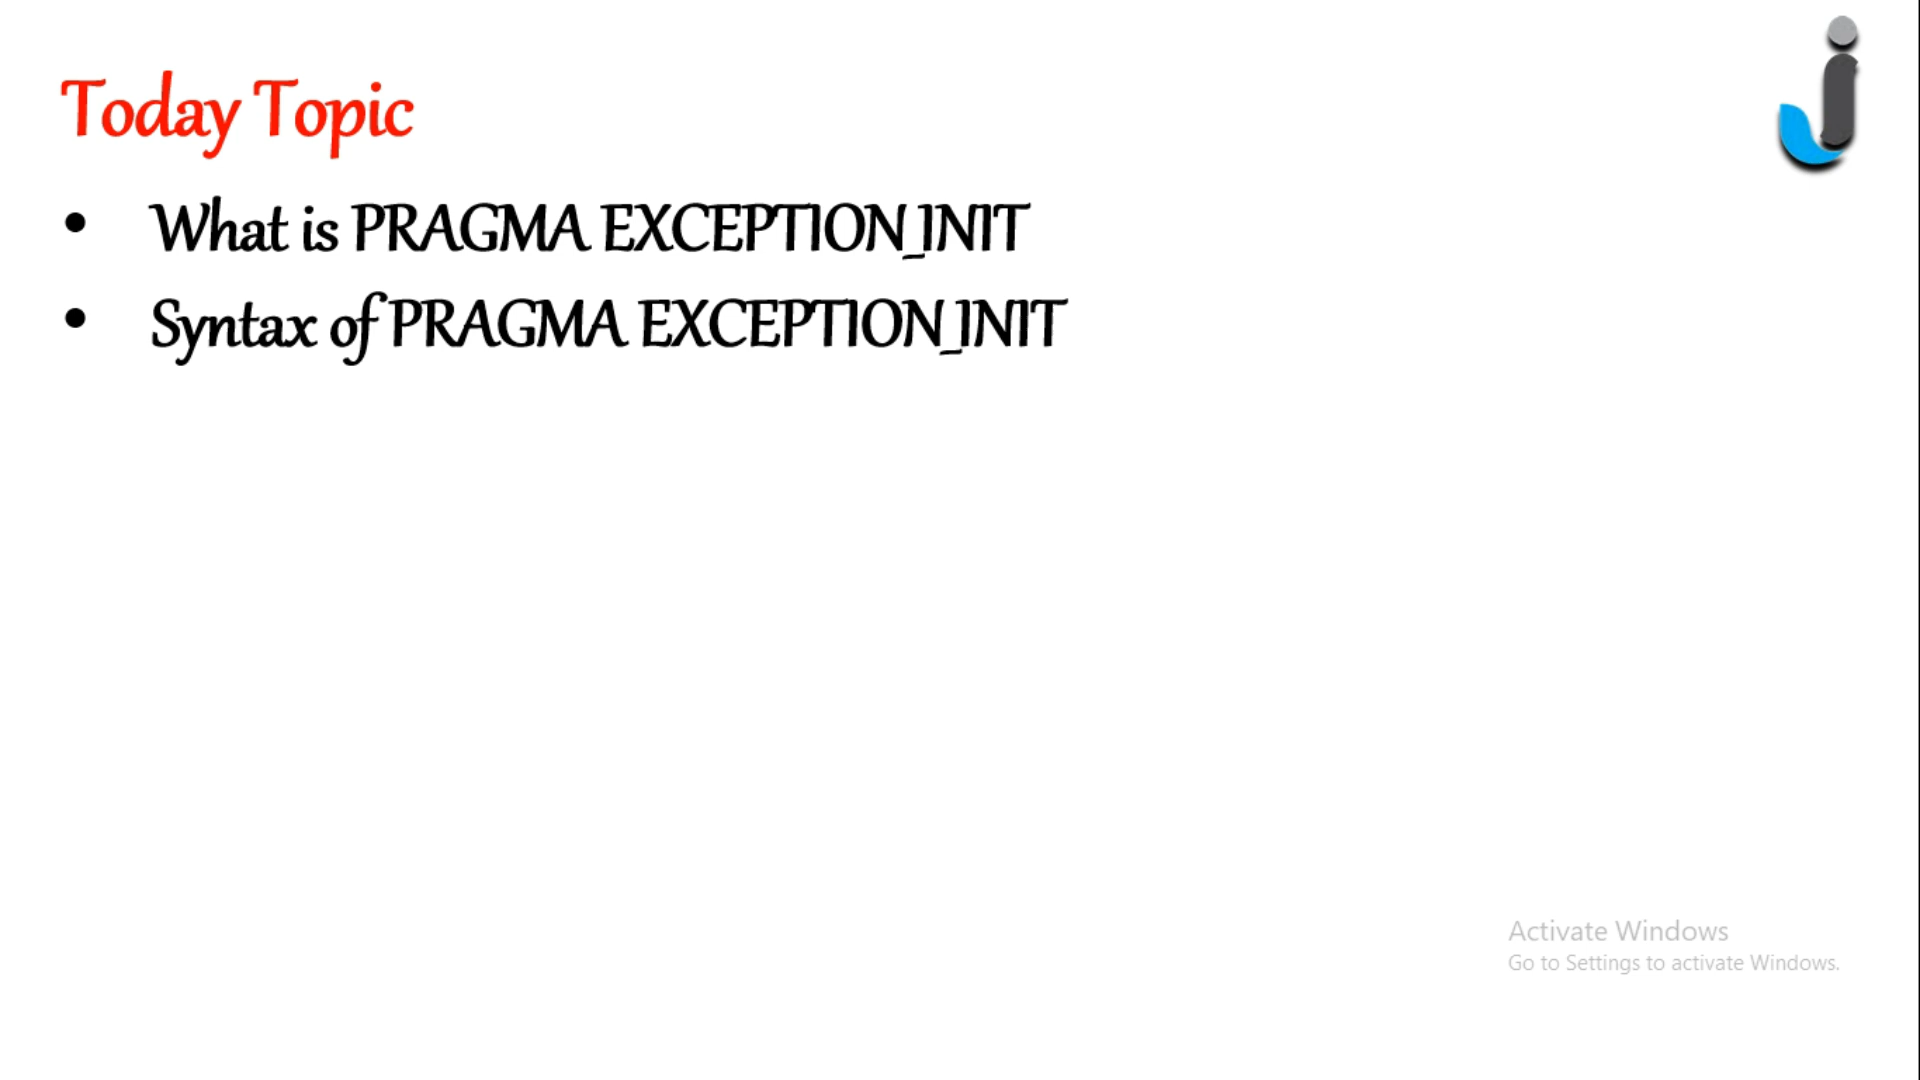 Today Topic
• What is PRAGMA EXCEPTION_INIT
• Syntax of PRAGMA EXCEPTION_INIT
Activate Windows
Go to Settings to activate Windows.